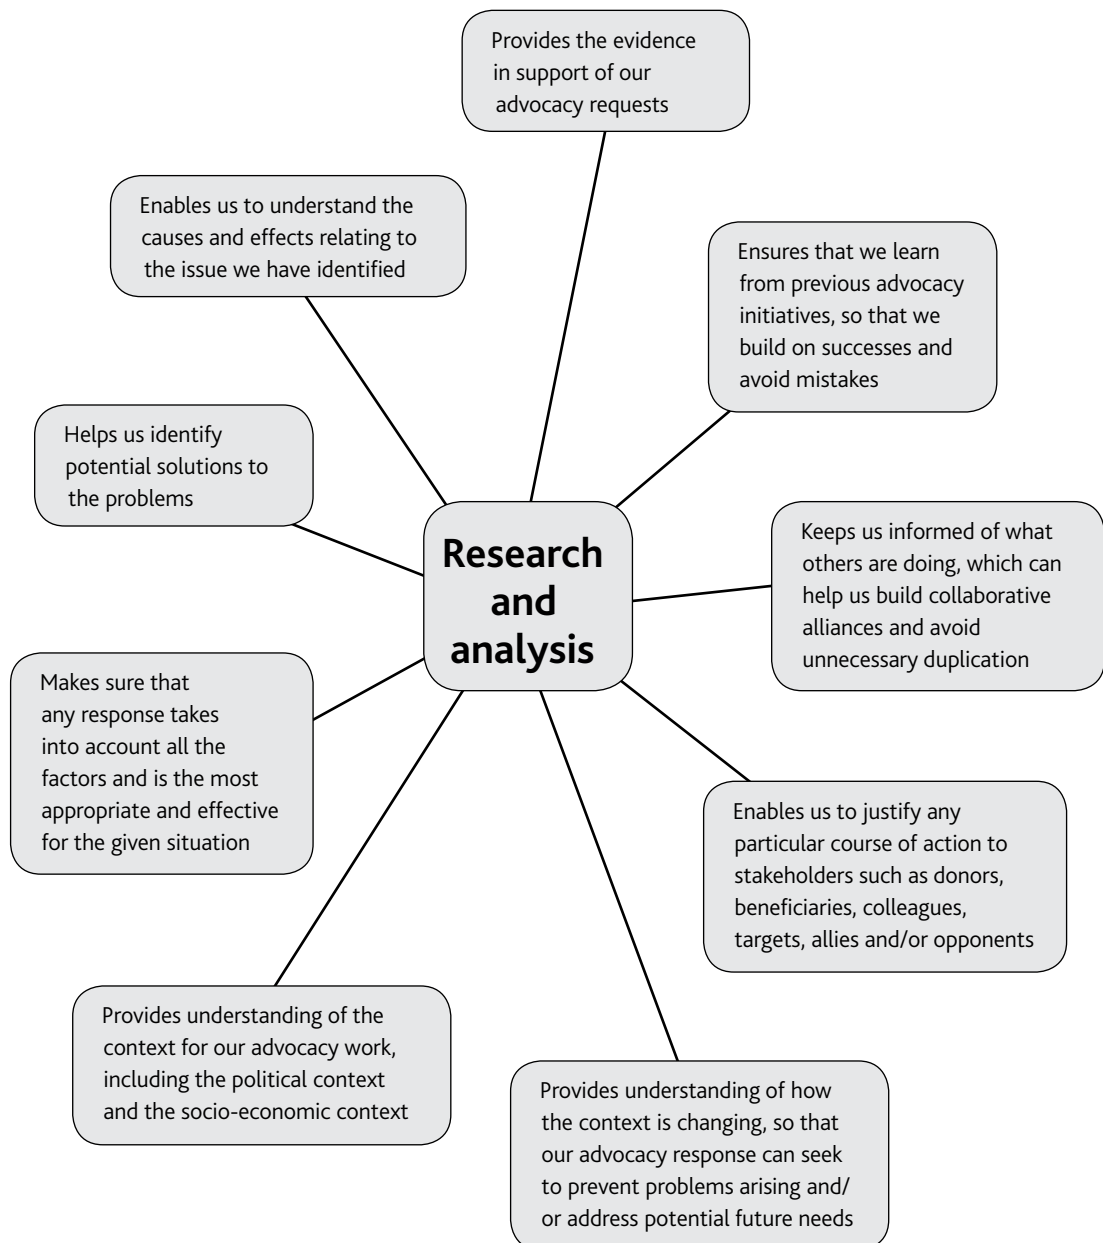 Provides the evidence
in support of our
advocacy requests
Enables us to understand the
causes and effects relating to
the issue we have identified
Ensures that we learn
from previous advocacy
initiatives, so that we
build on successes and
avoid mistakes
Helps us identify
potential solutions to
the problems
Research
and
analysis
Keeps us informed of what
others are doing, which can
help us build collaborative
alliances and avoid
unnecessary duplication
Makes sure that
any response takes
into account all the
factors and is the most
appropriate and effective
for the given situation
Enables us to justify any
particular course of action to
stakeholders such as donors,
beneficiaries, colleagues,
targets, allies and/or opponents
Provides understanding of the
context for our advocacy work,
including the political context
and the socio-economic context
Provides understanding of how
the context is changing, so that
our advocacy response can seek
to prevent problems arising and/
or address potential future needs